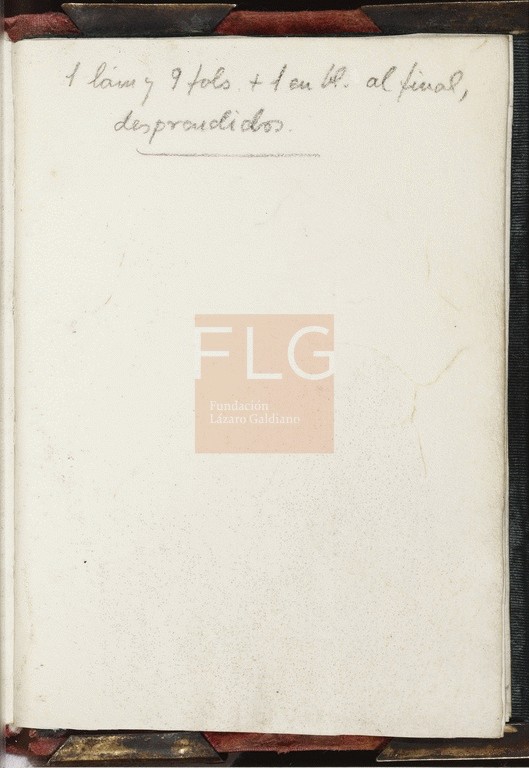 1 lám y 9 fols. + 1 en bl. al final,
desprendidos.
FLG
Fundación
Lázaro Galdiano